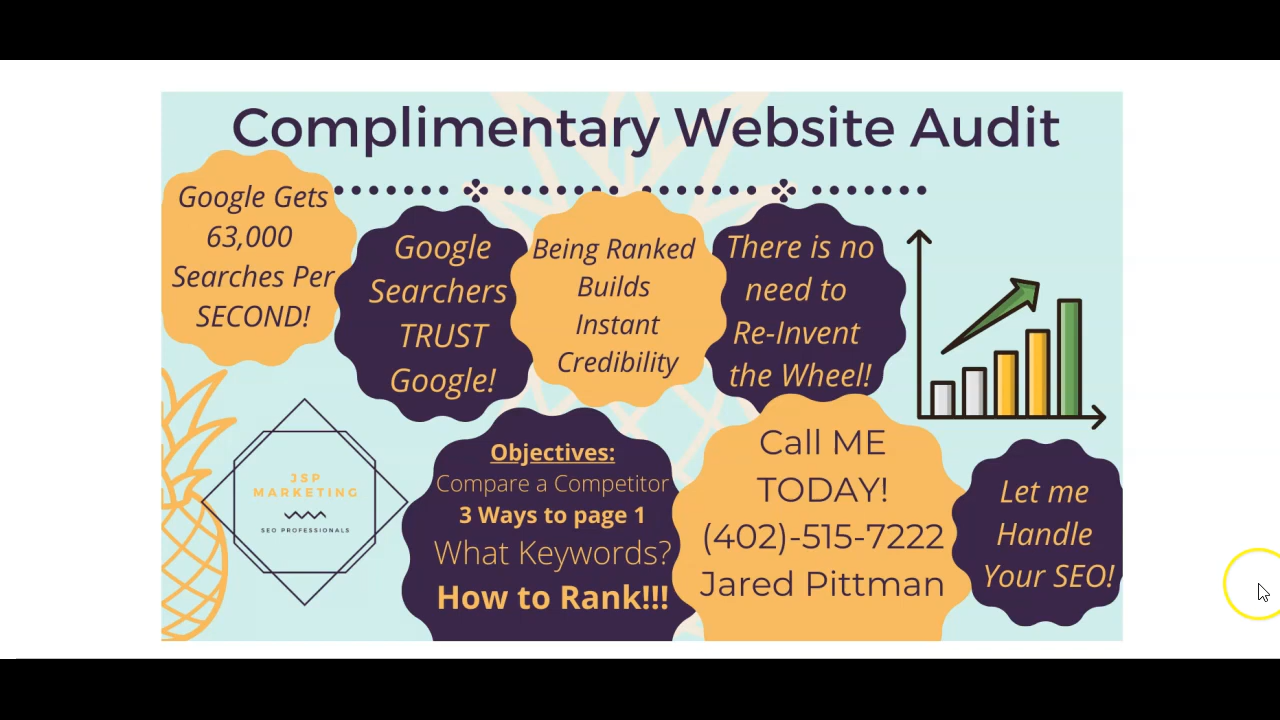 Complimentary Website Audit
Google Gets
63,000
Searches Per
SECOND!
Google
Searchers
TRUST
Google!
Being Ranked
Builds
Instant
Credibility
There is no
need to
Re-Invent
the Wheel!
JSP
MARKETING
SEO PROFESSIONALS
Objectives:
Compare a Competitor
3 Ways to page 1
What Keywords?
How to Rank!!!
Call ME
TODAY!
(402)-515-7222
Jared Pittman
Let me
Handle
Your SEO!